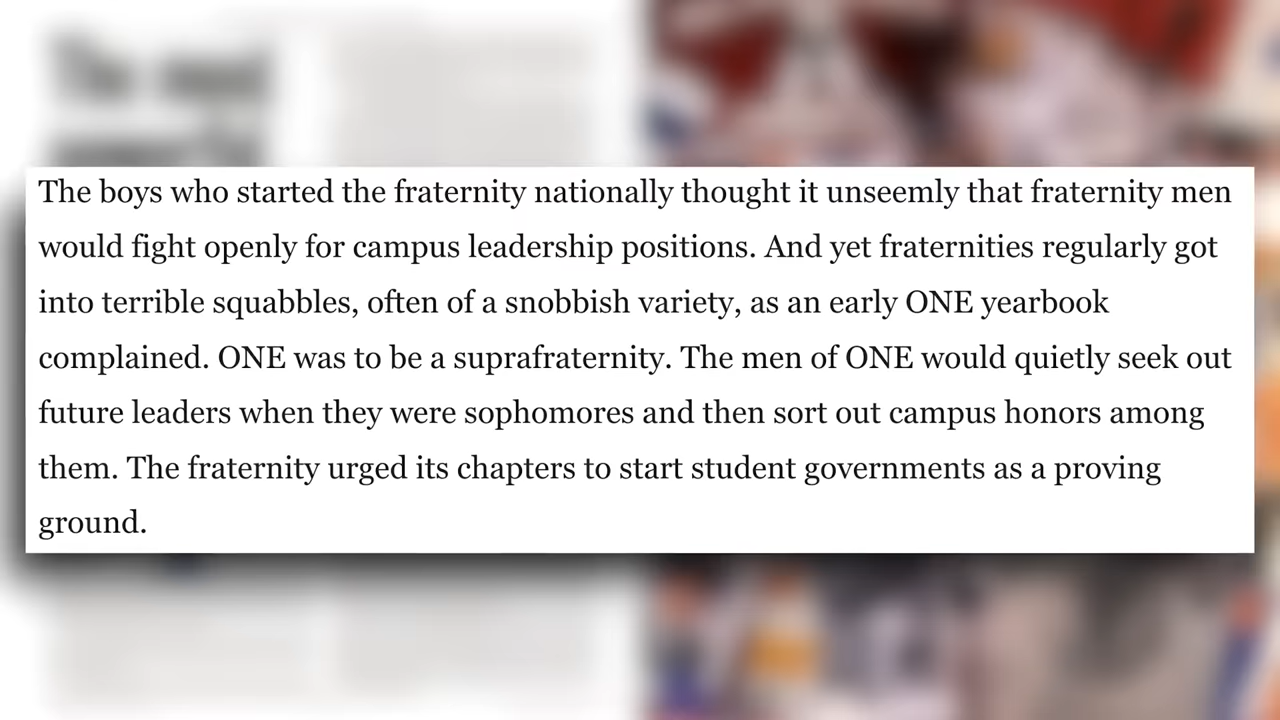 The boys who started the fraternity nationally thought it unseemly that fraternity men
would fight openly for campus leadership positions. And yet fraternities regularly got
into terrible squabbles, often of a snobbish variety, as an early ONE yearbook
complained. ONE was to be a suprafraternity. The men of ONE would quietly seek out
future leaders when they were sophomores and then sort out campus honors among
them. The fraternity urged its chapters to start student governments as a proving
ground.